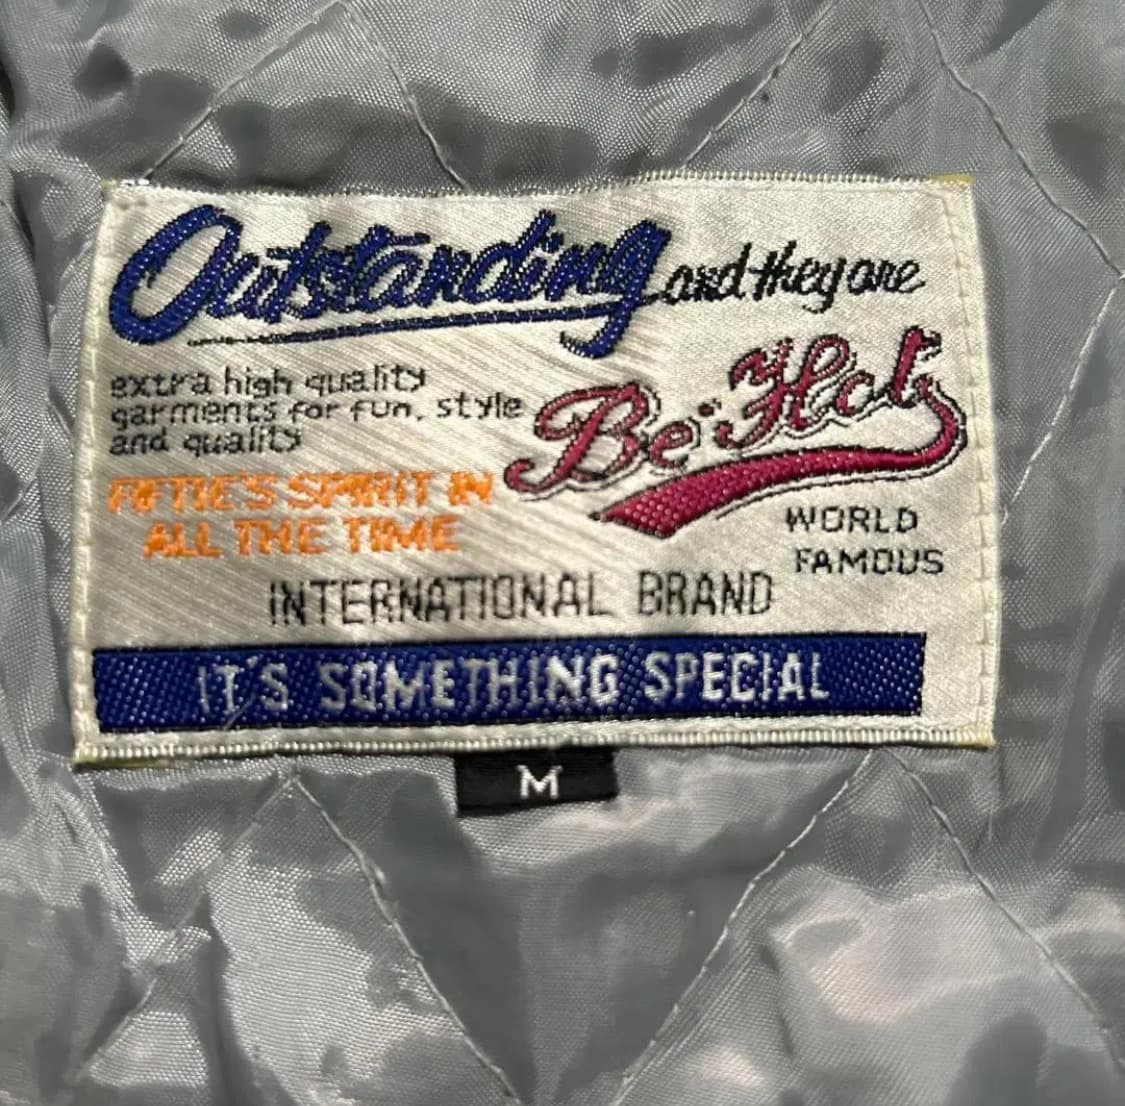 Outstanding and they are
extra high quality
garments for fun, style
and quality
Be Hot
FIFTIE'S SPIRIT IN
ALL THE TIME
WORLD
FAMOUS
INTERNATIONAL BRAND
IT'S SOMETHING SPECIAL
M